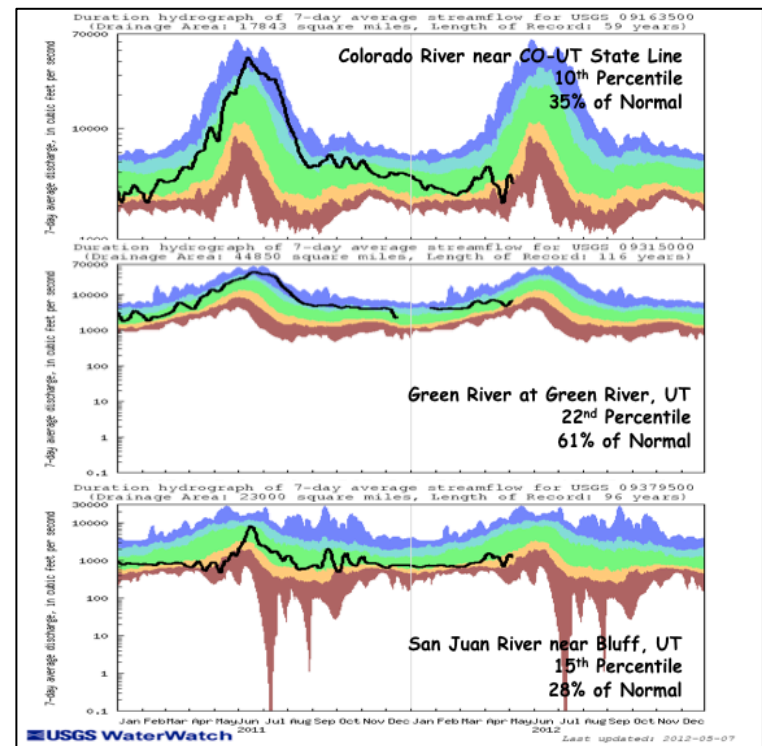 Duration hydrograph of 7-day average streamflow for USGS 09163500
(Drainage Area: 17843 square miles, Length of Record: 59 years)
70000
Colorado River near CO-UT State Line
10th Percentile
35% of Normal
10000
1000
7-day average discharge, in cubic feet per second
Duration hydrograph of 7-day average streamflow for USGS 09315000
(Drainage Area: 44850 square miles, Length of Record: 116 years)
70000
10000
1000
100
10
1
0.1
7-day average discharge, in cubic feet per second
Green River at Green River, UT
22nd Percentile
61% of Normal
Duration hydrograph of 7-day average streamflow for USGS 09379500
(Drainage Area: 23000 square miles, Length of Record: 96 years)
30000
10000
1000
100
10
1
0.1
7-day average discharge, in cubic feet per second
San Juan River near Bluff, UT
15th Percentile
28% of Normal
Jan Feb Mar Apr May Jun Jul Aug Sep Oct Nov Dec Jan Feb Mar Apr May Jun Jul Aug Sep Oct Nov Dec
2011 2012
USGS WaterWatch
Last updated: 2012-05-07